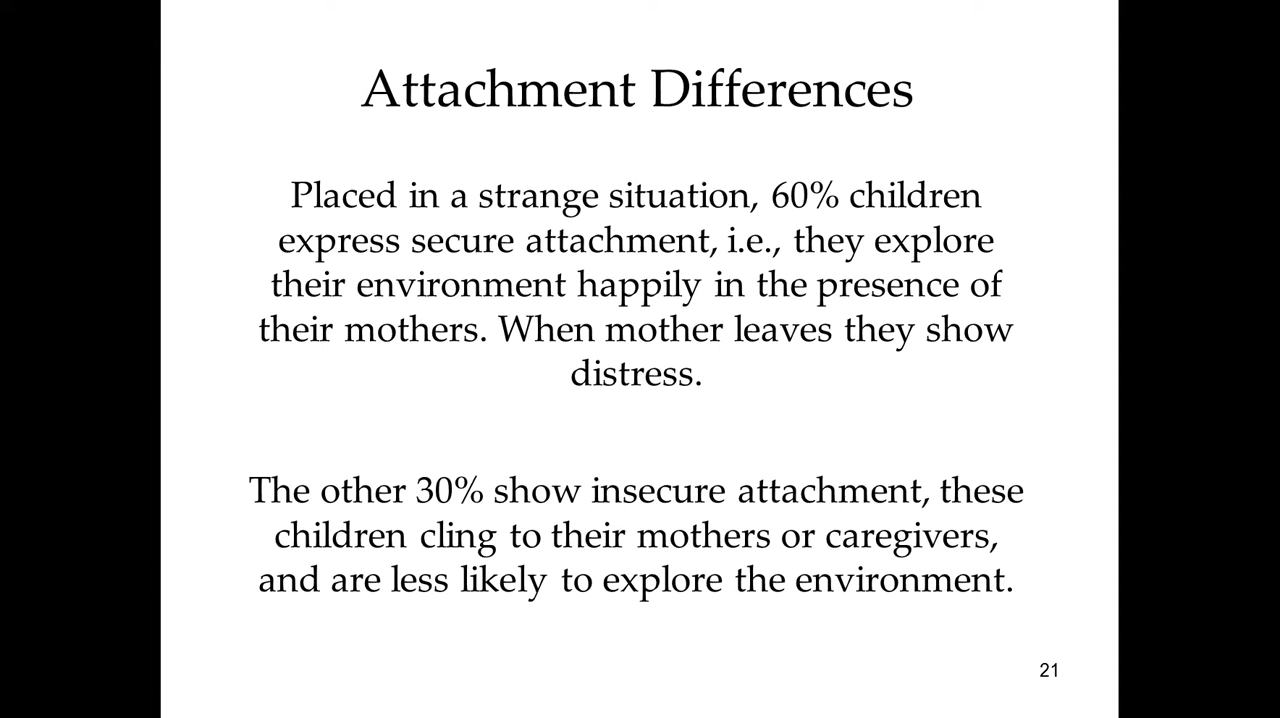 Attachment Differences
Placed in a strange situation, 60% children
express secure attachment, i.e., they explore
their environment happily in the presence of
their mothers. When mother leaves they show
distress.
The other 30% show insecure attachment, these
children cling to their mothers or caregivers,
and are less likely to explore the environment.
21